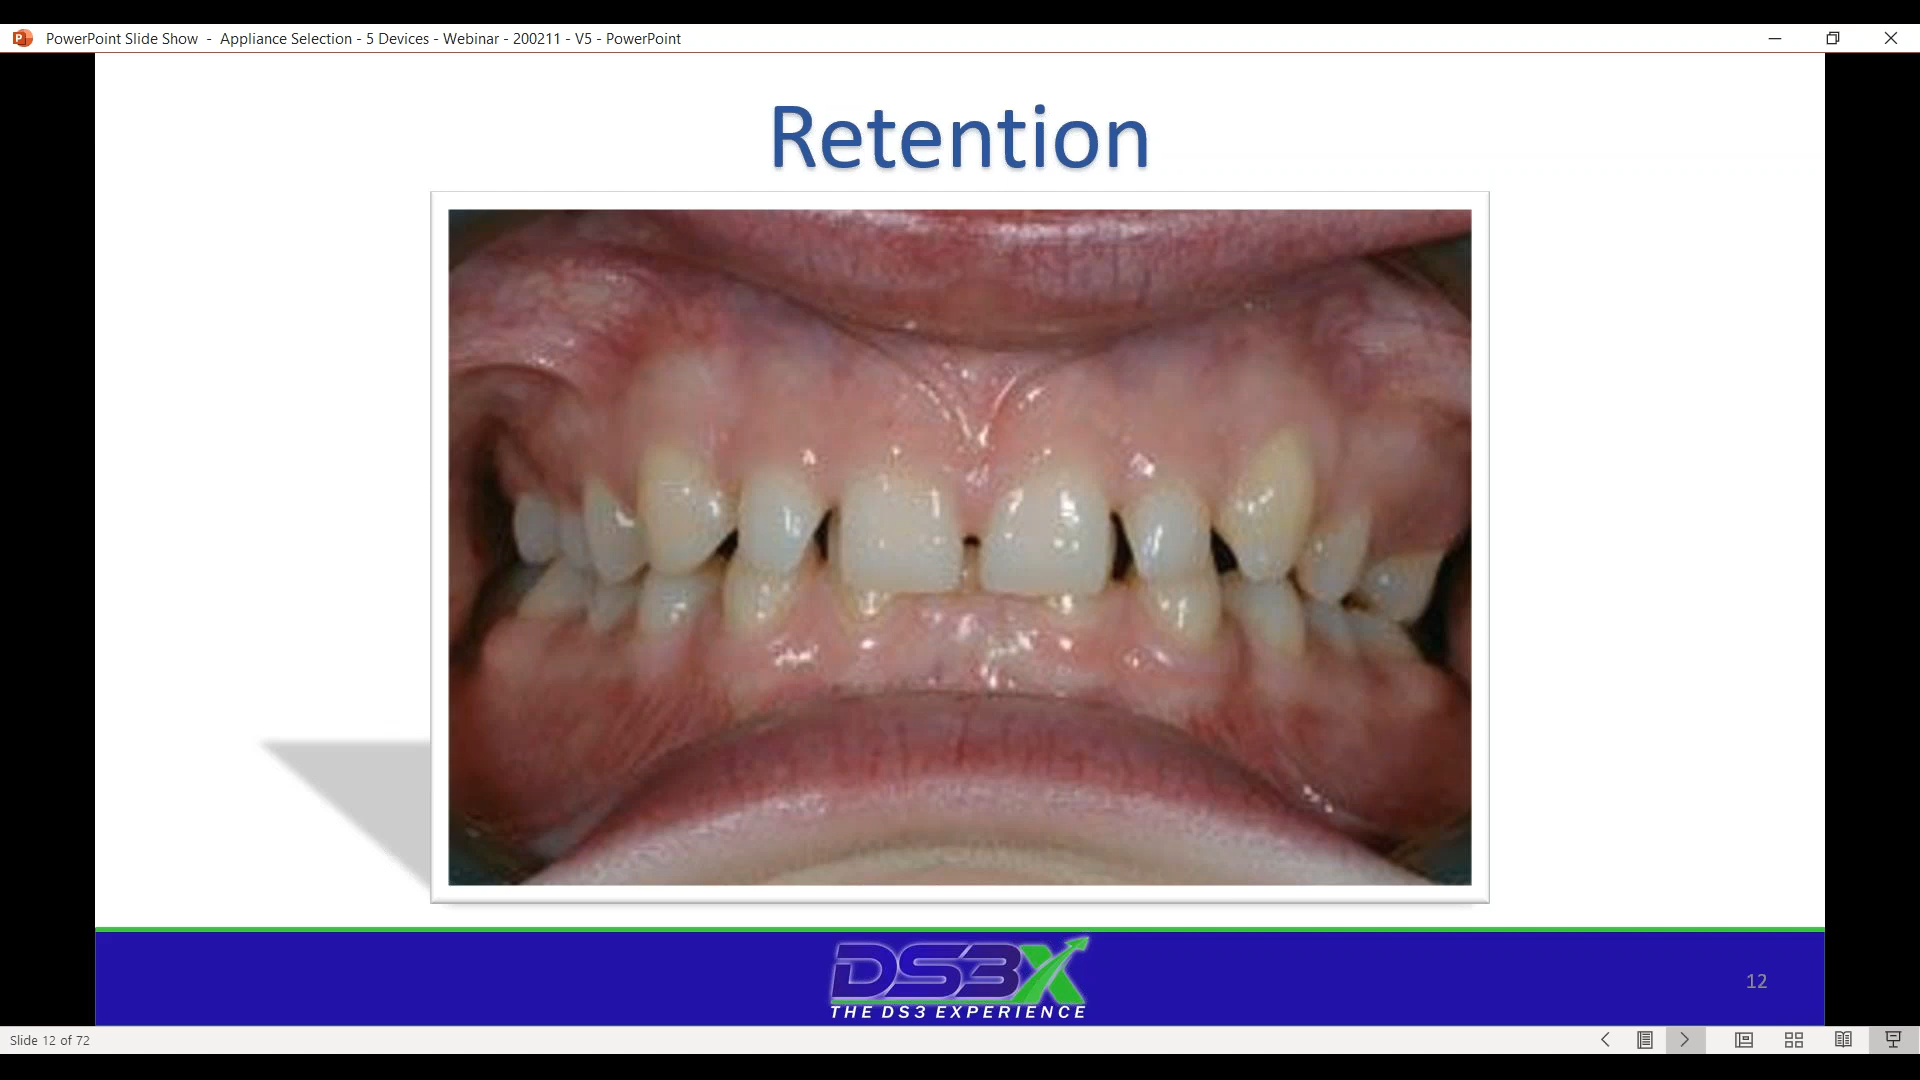 PowerPoint Slide Show - Appliance Selection - 5 Devices - Webinar - 200211 - V5 - PowerPoint
Retention
DS3X
THE DS3 EXPERIENCE
12
Slide 12 of 72